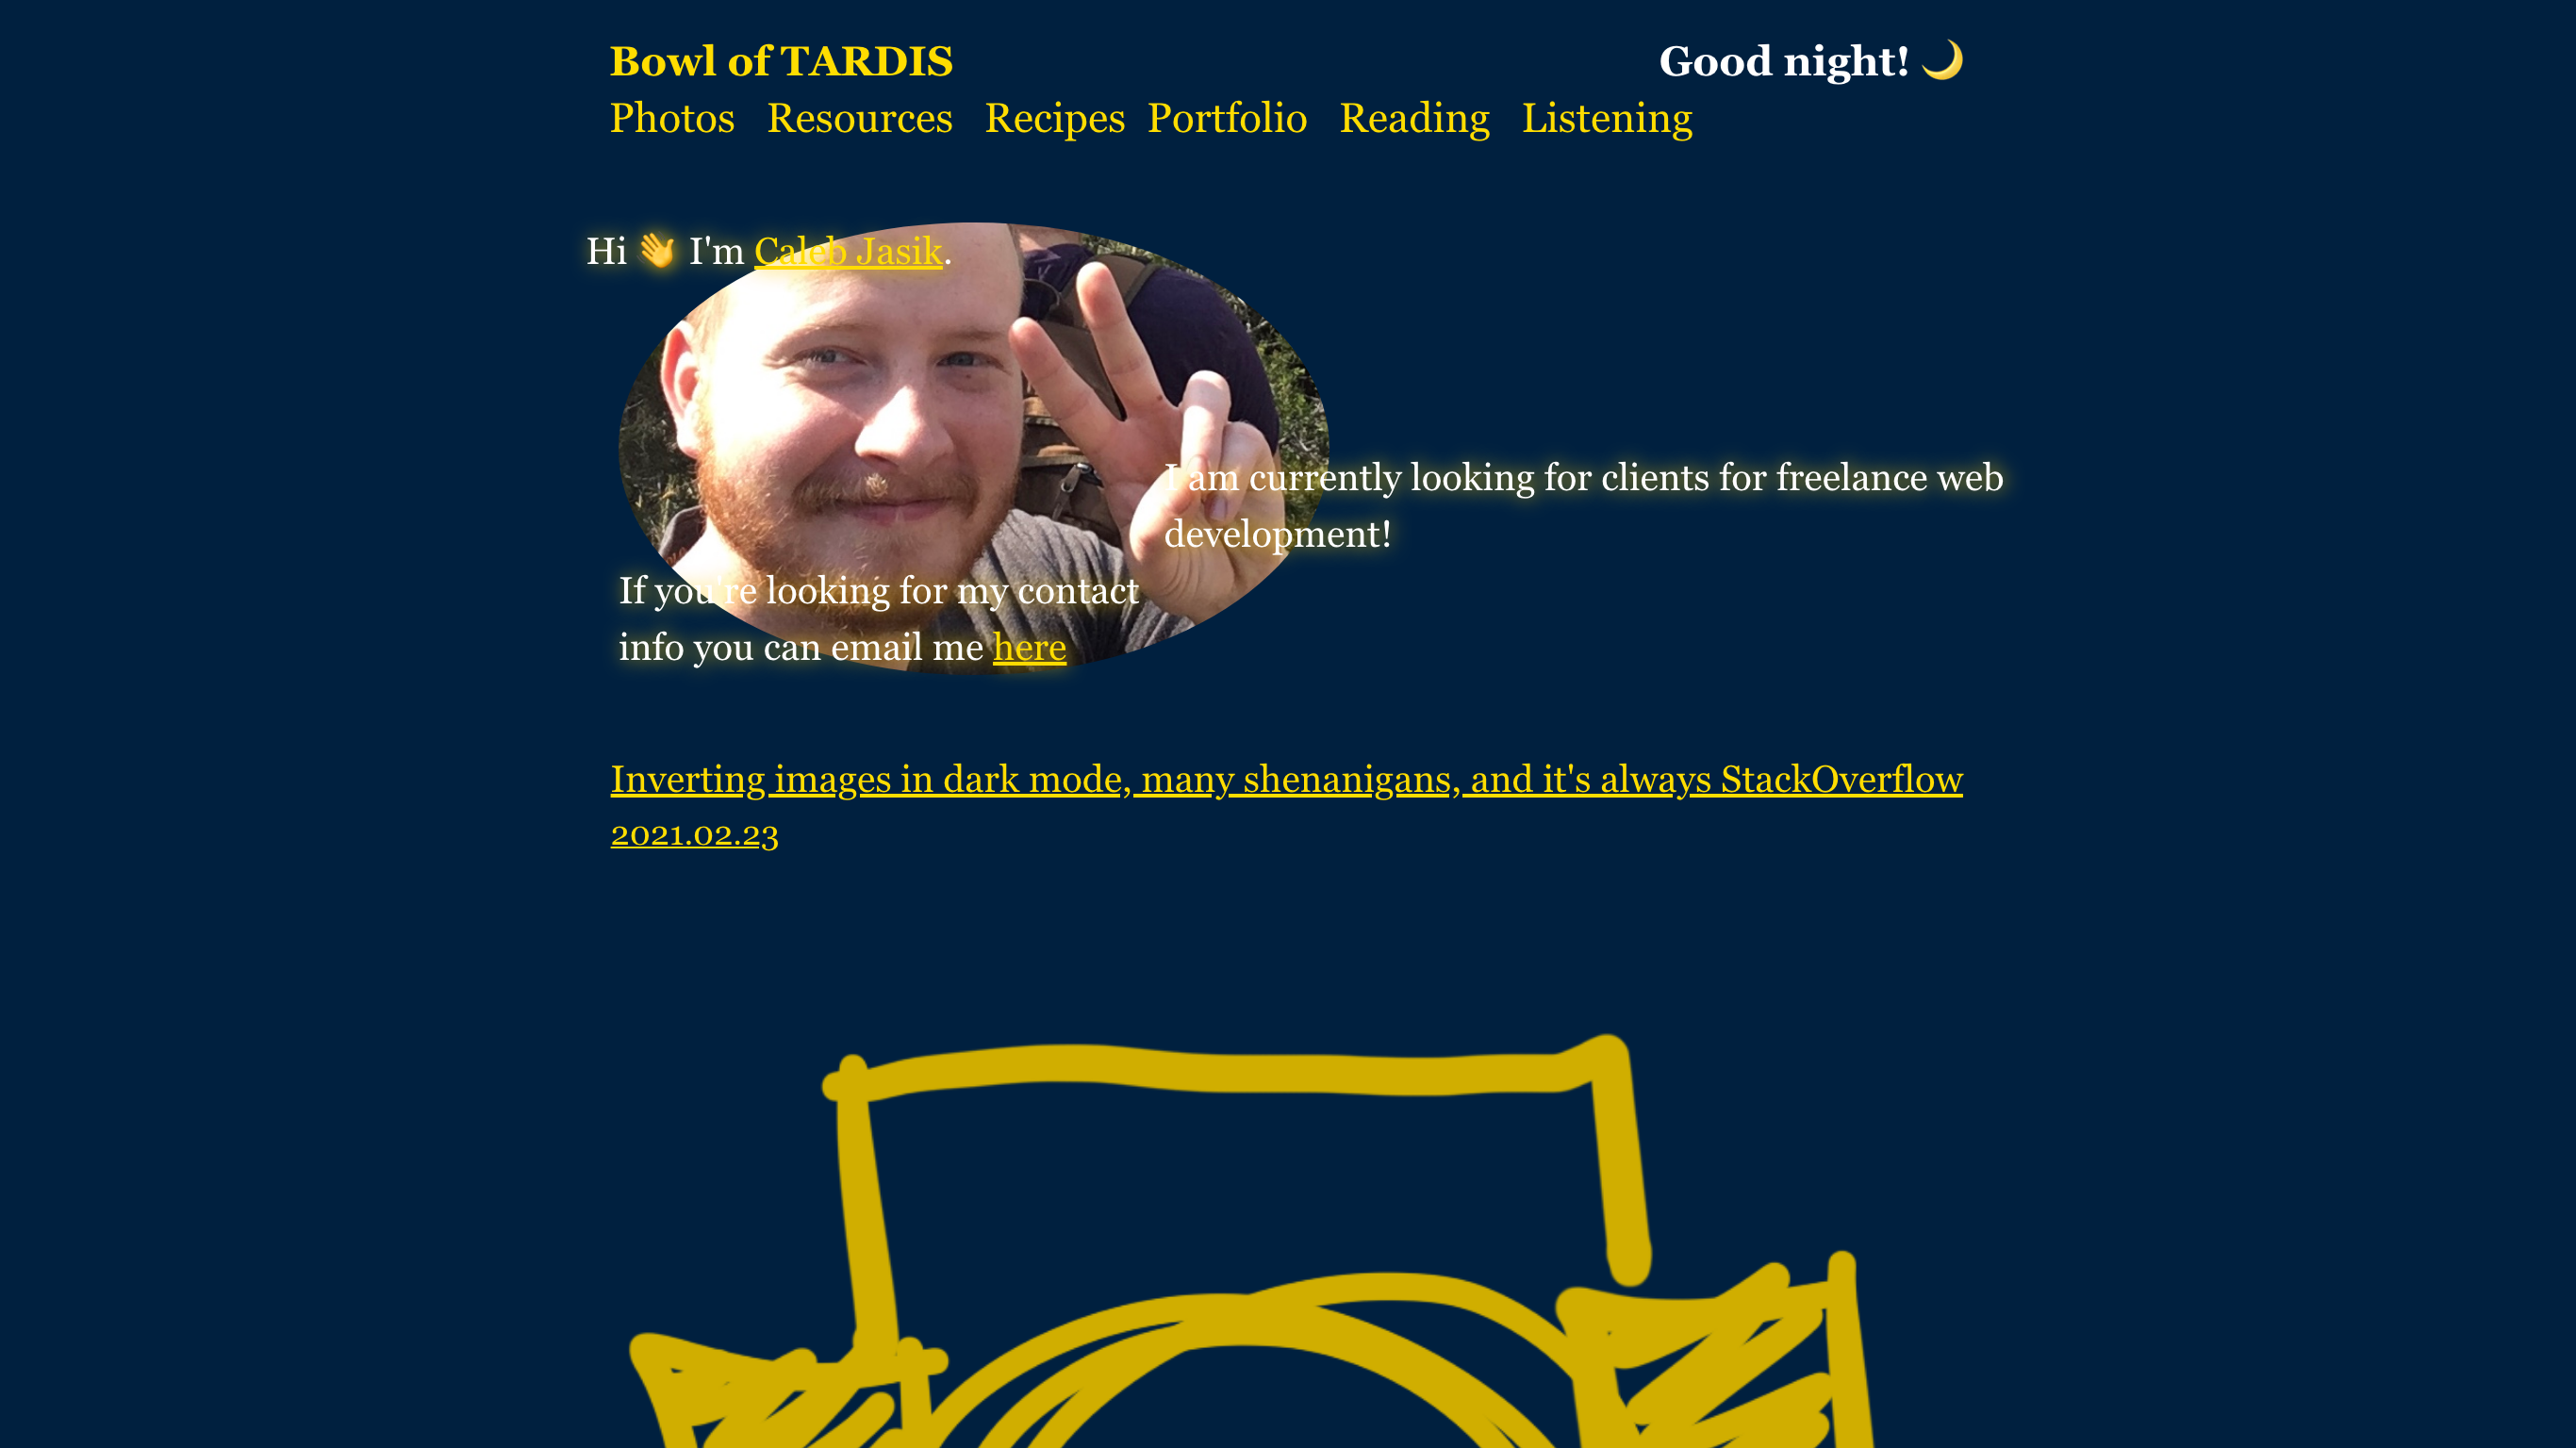 Bowl of TARDIS
Good night! 🌙
Photos Resources Recipes Portfolio Reading Listening
Hi 👋 I'm Caleb Jasik.
I am currently looking for clients for freelance web
development!
If you're looking for my contact
info you can email me here
Inverting images in dark mode, many shenanigans, and it's always StackOverflow
2021.02.23